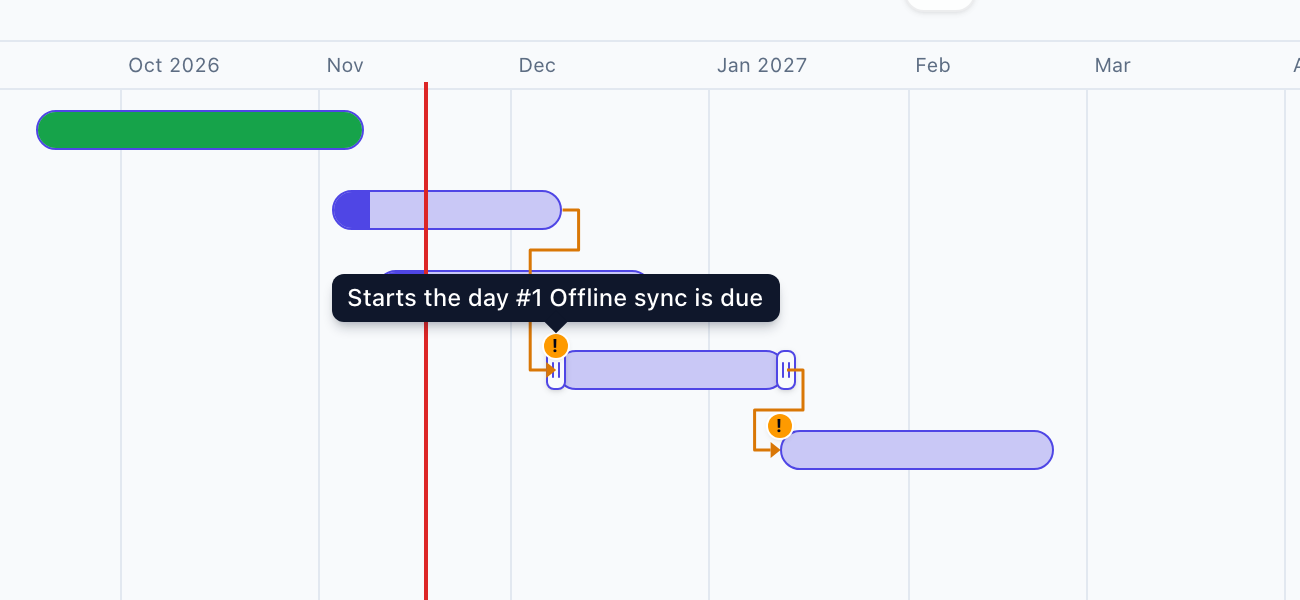 Oct 2026
Nov
Dec
Jan 2027
Feb
Mar
Starts the day #1 Offline sync is due
!
!